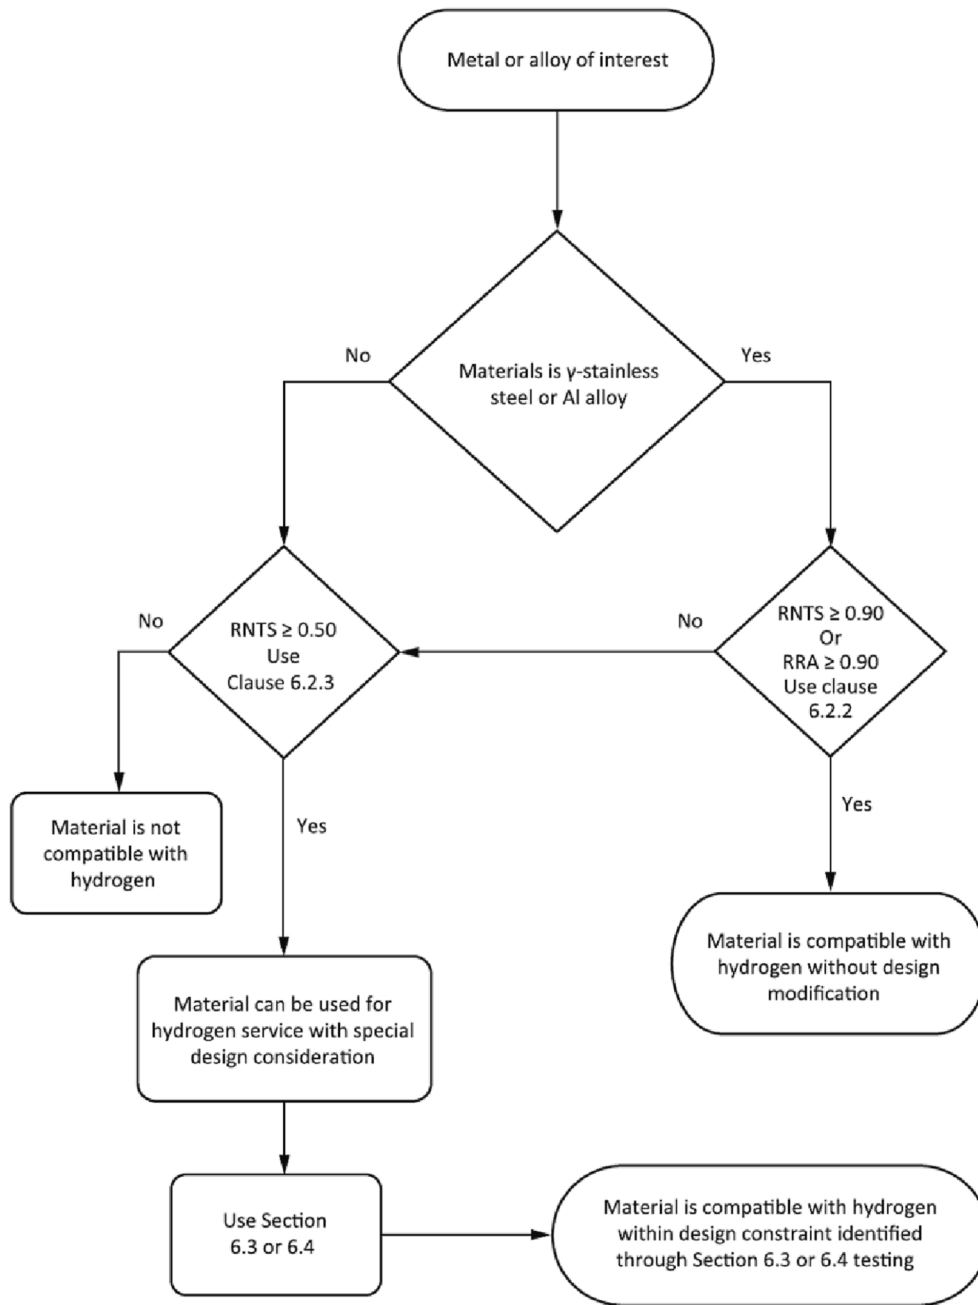 Metal or alloy of interest
No
Yes
Materials is γ-stainless
steel or Al alloy
No
RNTS ≥ 0.50
Use
Clause 6.2.3
No
RNTS ≥ 0.90
Or
RRA ≥ 0.90
Use clause
6.2.2
Material is not
compatible with
hydrogen
Yes
Yes
Material is compatible with
hydrogen without design
modification
Material can be used for
hydrogen service with special
design consideration
Use Section
6.3 or 6.4
Material is compatible with hydrogen
within design constraint identified
through Section 6.3 or 6.4 testing